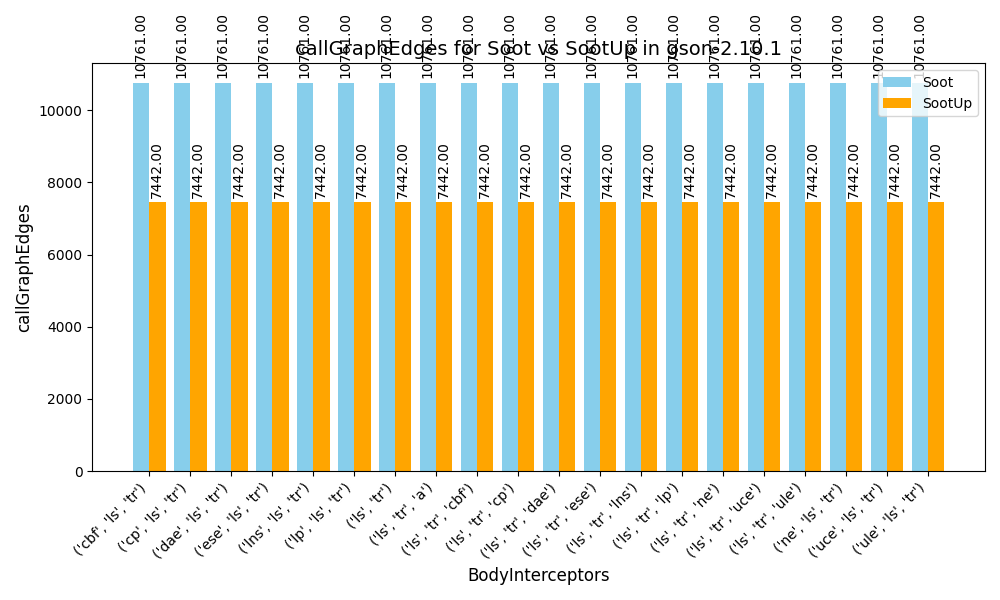 callGraphEdges for Soot vs SootUp in gson-2.10.1
10761.00 10761.00 10761.00 10761.00 10761.00 10761.00 10761.00 10761.00 10761.00 10761.00 10761.00 10761.00 10761.00 10761.00 10761.00 10761.00 10761.00 10761.00 10761.00 10761.00
Soot
SootUp
7442.00 7442.00 7442.00 7442.00 7442.00 7442.00 7442.00 7442.00 7442.00 7442.00 7442.00 7442.00 7442.00 7442.00 7442.00 7442.00 7442.00 7442.00 7442.00 7442.00
callGraphEdges
10000
8000
6000
4000
2000
0
('cbf', 'ls', 'tr')
('cp', 'ls', 'tr')
('dae', 'ls', 'tr')
('ese', 'ls', 'tr')
('lns', 'ls', 'tr')
('lp', 'ls', 'tr')
('ls', 'tr')
('ls', 'tr', 'a')
('ls', 'tr', 'cbf')
('ls', 'tr', 'cp')
('ls', 'tr', 'dae')
('ls', 'tr', 'ese')
('ls', 'tr', 'lns')
('ls', 'tr', 'lp')
('ls', 'tr', 'ne')
('ls', 'tr', 'uce')
('ls', 'tr', 'ule')
('ne', 'ls', 'tr')
('uce', 'ls', 'tr')
('ule', 'ls', 'tr')
BodyInterceptors